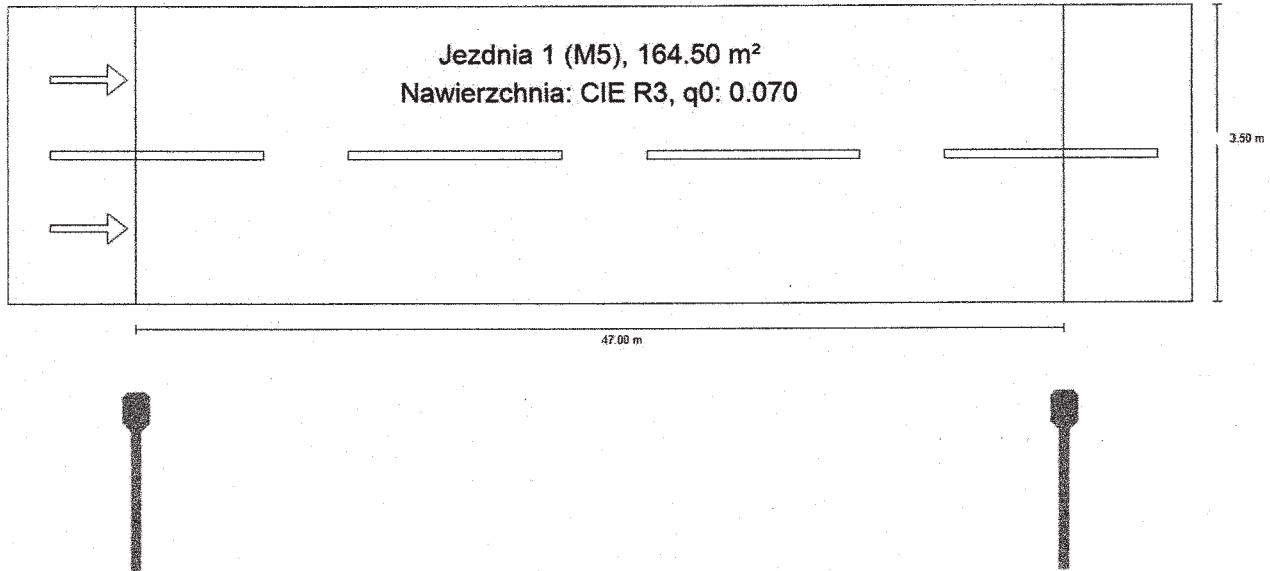 Jezdnia 1 (M5), 164.50 m²
Nawierzchnia: CIE R3, q0: 0.070
3.50 m
47.00 m